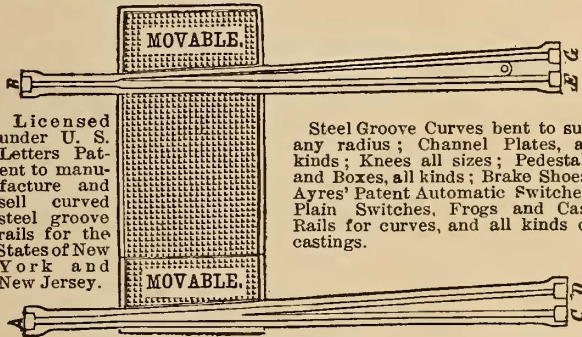 MOVABLE.
B
G
E
Licensed
under U. S.
Letters Pat-
ent to manu-
facture and
sell curved
steel groove
rails for the
States of New
York and
New Jersey.
Steel Groove Curves bent to su
any radius ; Channel Plates, a
kinds ; Knees all sizes ; Pedesta
and Boxes, all kinds ; Brake Shoe
Ayres' Patent Automatic Switche
Plain Switches, Frogs and Cas
Rails for curves, and all kinds o
castings.
MOVABLE.
A
C
D